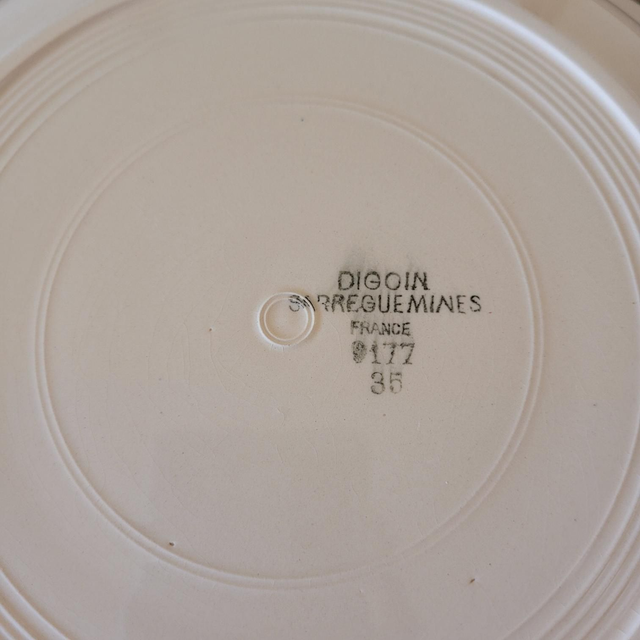 DIGOIN
SARREGUEMINES
FRANCE
9177
35